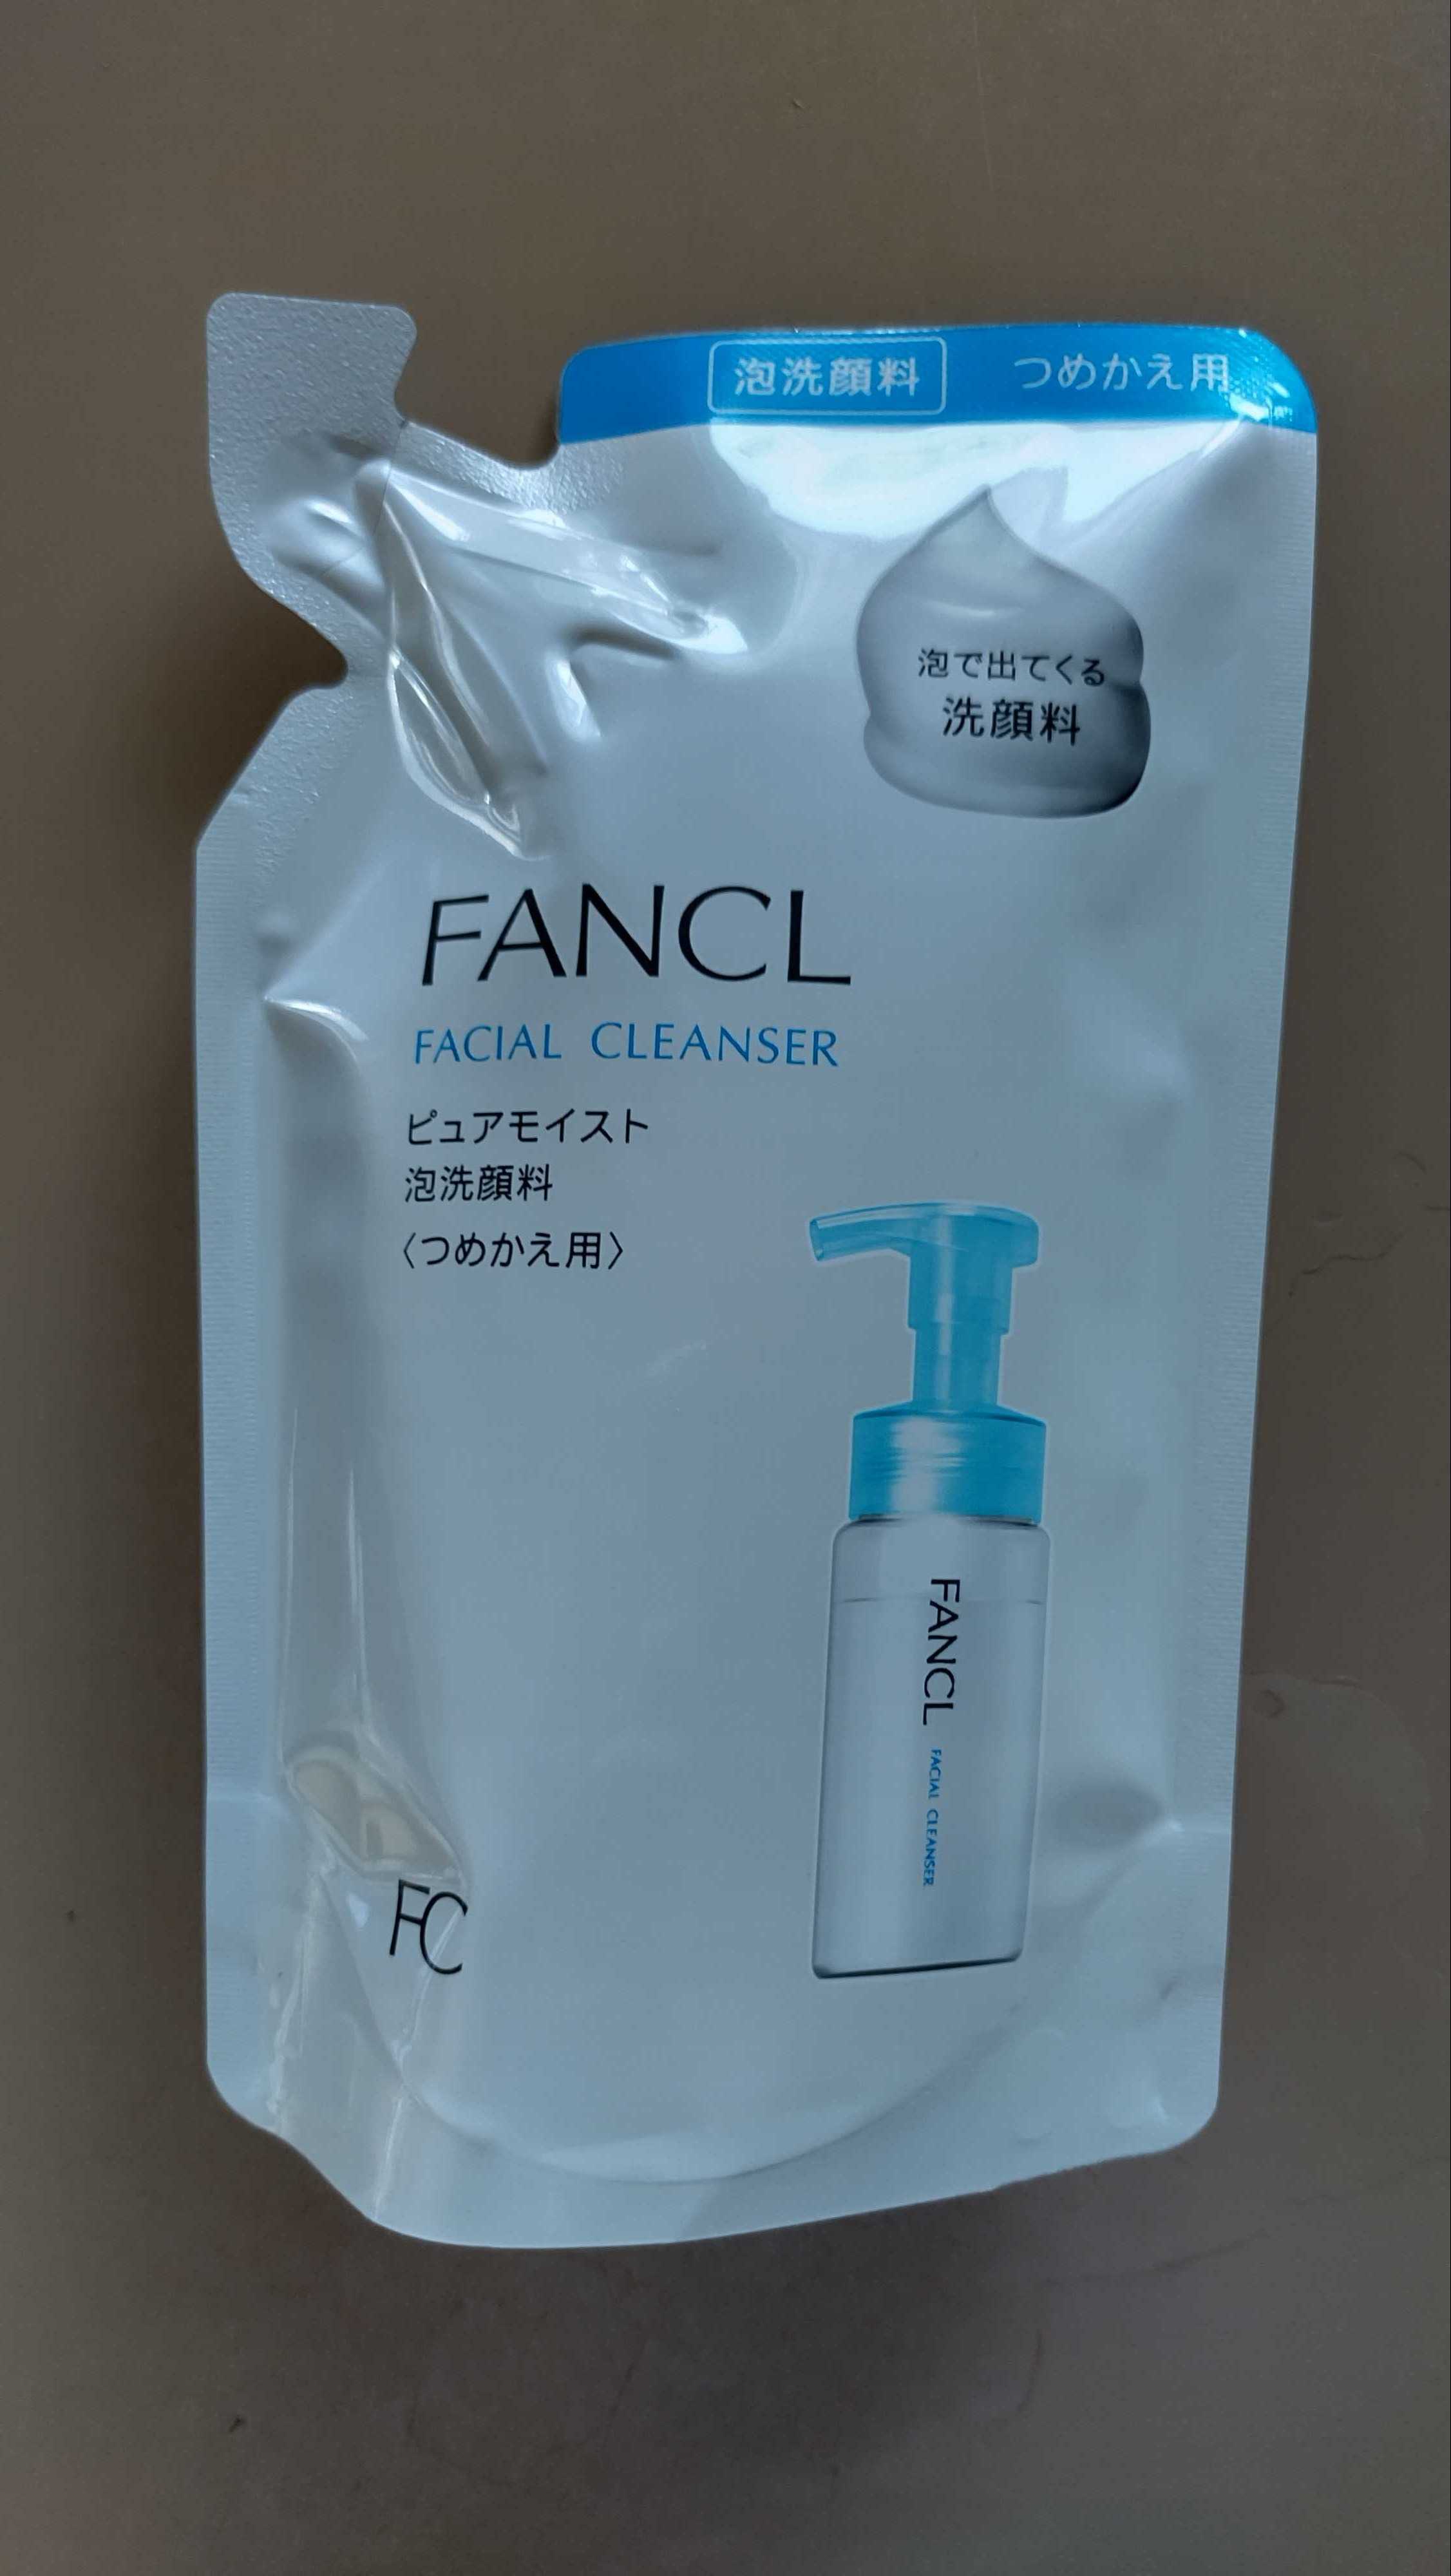 泡洗顔料 つめかえ用
泡で出てくる
洗顔料
FANCL
FACIAL CLEANSER
ピュアモイスト
泡洗顔料
〈つめかえ用〉
FANCL FACIAL CLEANSER
FC